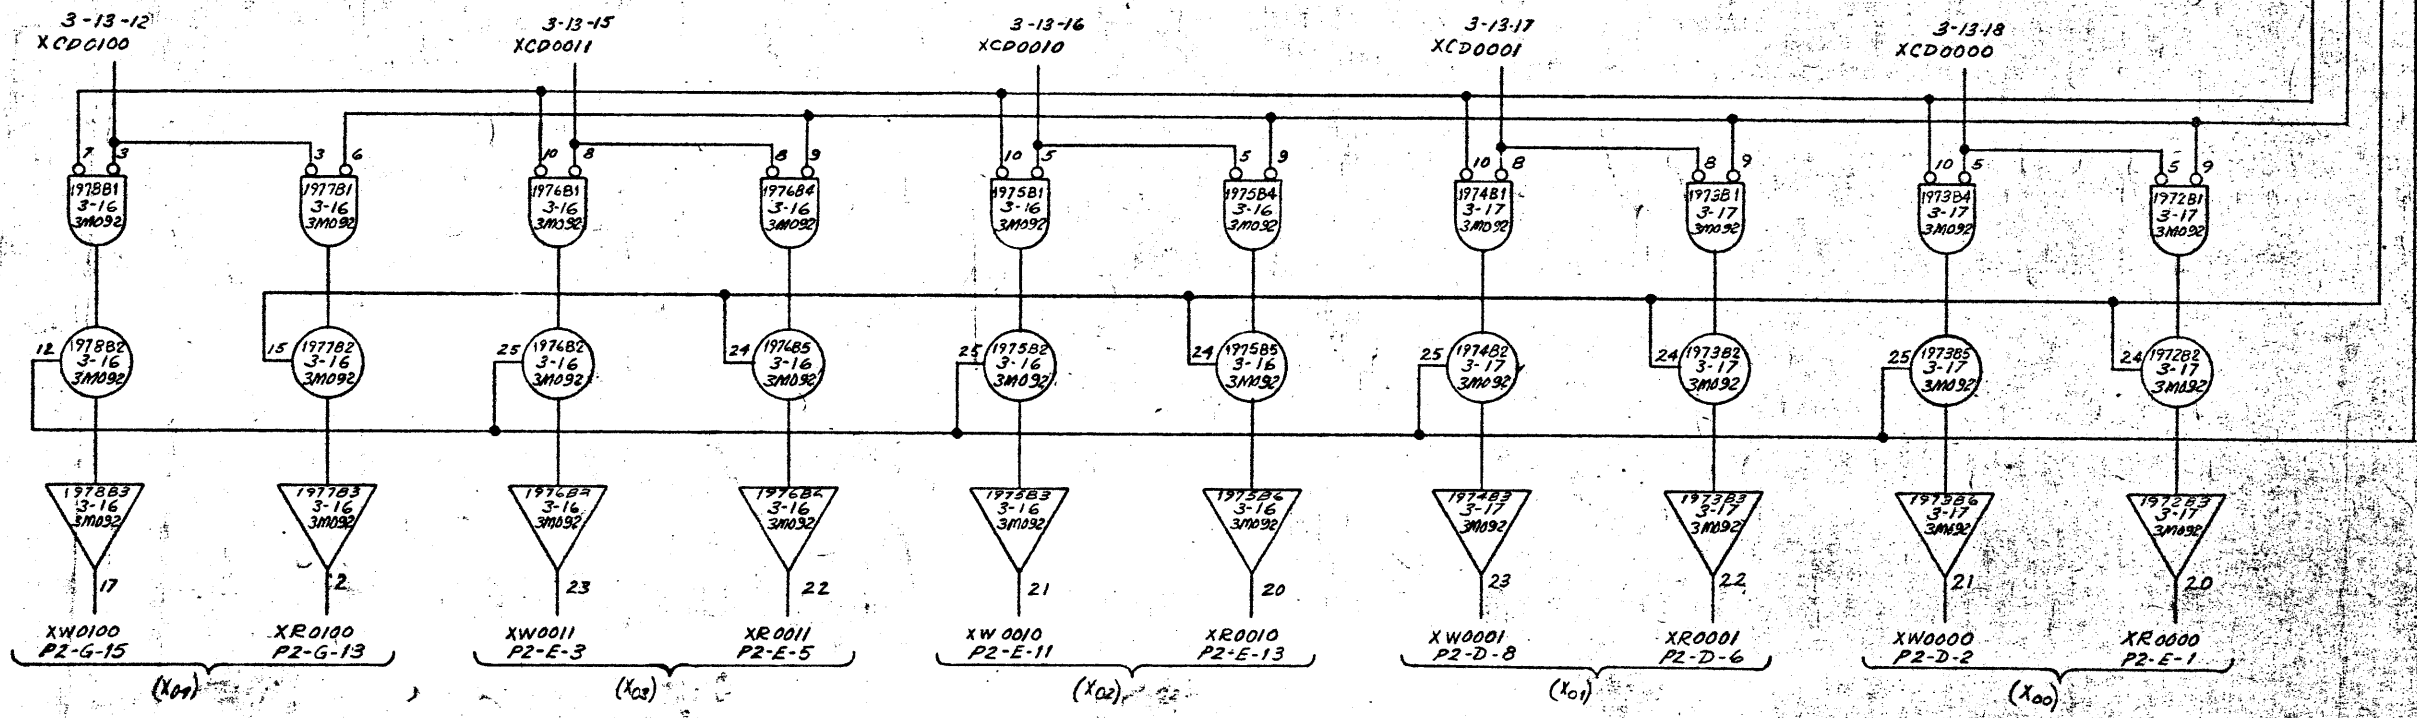 3-13-12
XCD0100
3-13-15
XCD0011
3-13-16
XCD0010
3-13-17
XCD0001
3-13-18
XCD0000
7 3 3 6 10 8 8 9 10 5 5 9 10 8 8 9 10 5 5 9
1978B1
3-16
3M092
1977B1
3-16
3M092
1976B1
3-16
3M092
1976B4
3-16
3M092
1975B1
3-16
3M092
1975B4
3-16
3M092
1974B1
3-17
3M092
1973B1
3-17
3M092
1973B4
3-17
3M092
1972B1
3-17
3M092
12
1978B2
3-16
3M092
15
1977B2
3-16
3M092
25
1976B2
3-16
3M092
24
1976B5
3-16
3M092
25
1975B2
3-16
3M092
24
1975B5
3-16
3M092
25
1974B2
3-17
3M092
24
1973B2
3-17
3M092
25
1973B5
3-17
3M092
24
1972B2
3-17
3M092
1978B3
3-16
3M092
1977B3
3-16
3M092
3-16
3M092
3-16
3M092
1975B3
3-16
3M092
1975B6
3-16
3M092
1974B3
3-17
3M092
1973B3
3-17
3M092
1973B6
3-17
3M092
1972B3
3-17
3M092
17 12 23 22 21 20 23 22 21 20
XW0100
P2-G-15
XR0100
P2-G-13
XW0011
P2-E-3
XR0011
P2-E-5
XW0010
P2-E-11
XR0010
P2-E-13
XW0001
P2-D-8
XR0001
P2-D-6
XW0000
P2-D-2
XR0000
P2-E-1
(X04)
(X03)
(X02)
(X01)
(X00)